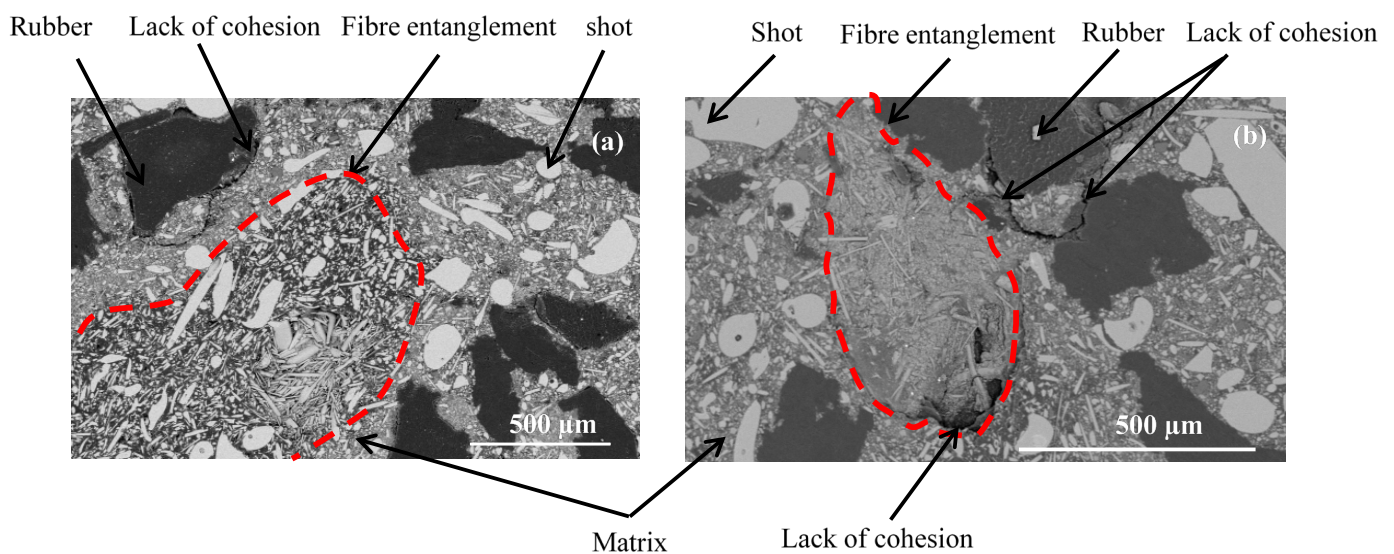 Rubber
Lack of cohesion
Fibre entanglement
shot
(a)
500 µm
Shot
Fibre entanglement
Rubber
Lack of cohesion
(b)
500 µm
Matrix
Lack of cohesion